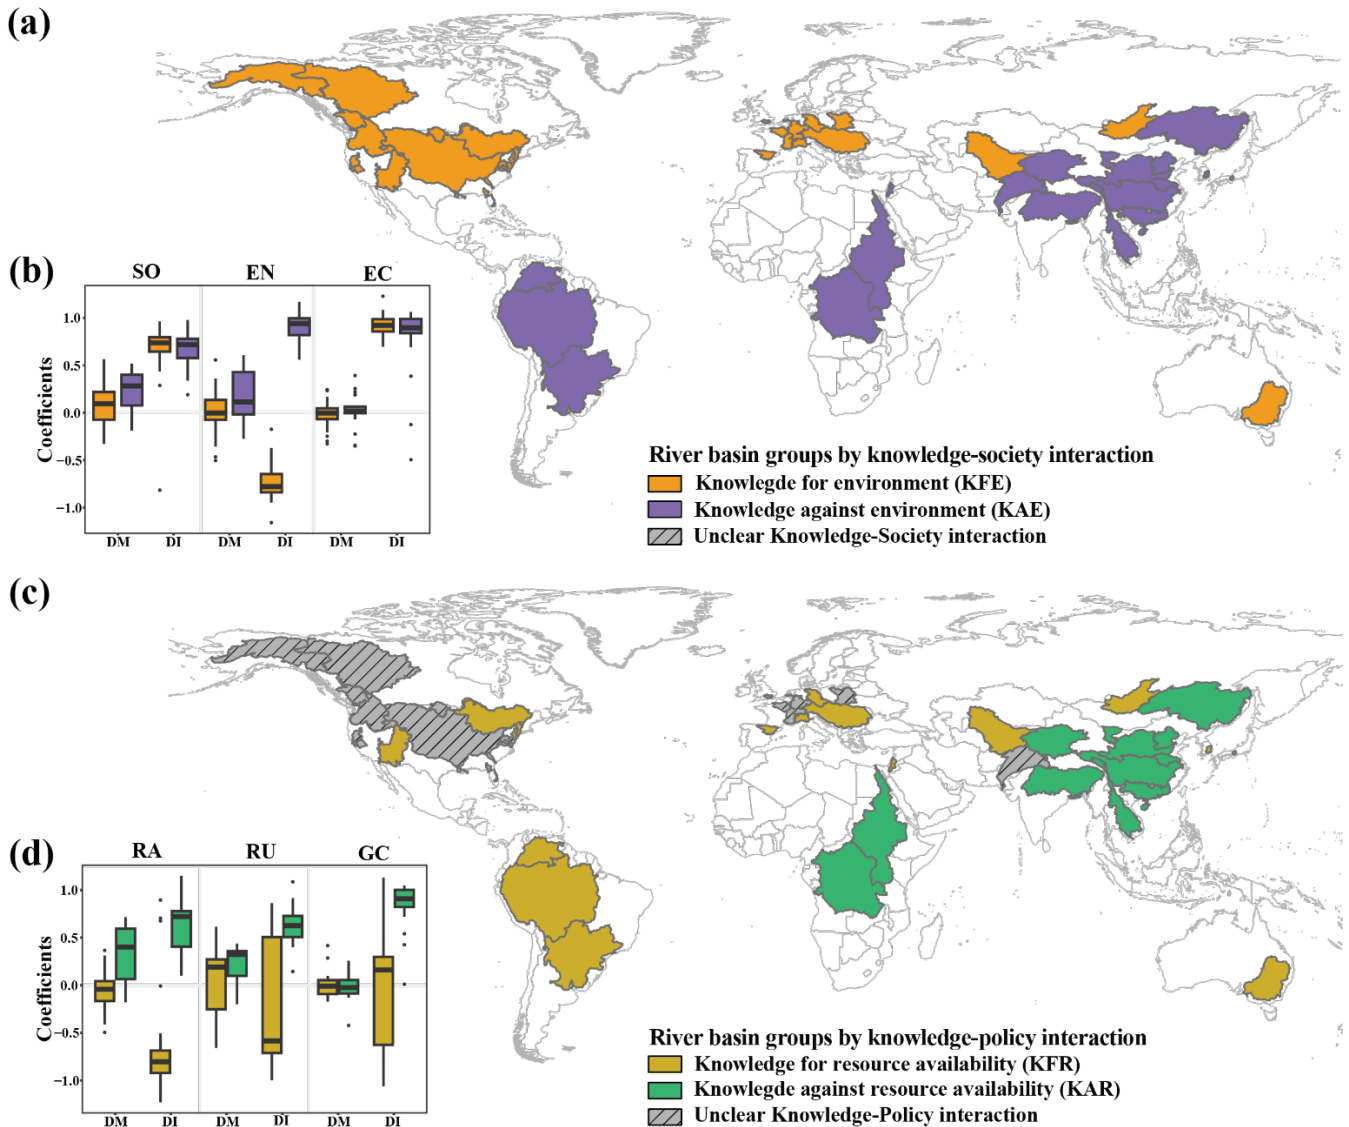 (a)
(b)
SO EN EC
1.0
0.5
0.0
−0.5
−1.0
Coefficients
DM DI DM DI DM DI
River basin groups by knowledge-society interaction
Knowlegde for environment (KFE)
Knowledge against environment (KAE)
Unclear Knowledge-Society interaction
(c)
(d)
RA RU GC
1.0
0.5
0.0
−0.5
−1.0
Coefficients
DM DI DM DI DM DI
River basin groups by knowledge-policy interaction
Knowledge for resource availability (KFR)
Knowlegde against resource availability (KAR)
Unclear Knowledge-Policy interaction